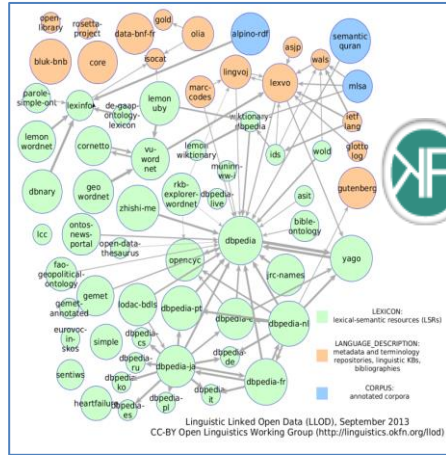 open-
library
rosetta-
project
gold
data-bnf-
fr
olia
alpino-rdf
semantic
quran
bluk-bnb
core
isocat
asjp
wals
lingvoj
lexvo
mlsa
marc-
codes
parole-
simple-ont
lexinfo
de-gaap-
ontology-
lexicon
lemon
uby
wiktionary-
dbpedia
ietf
lang
lemon
wordnet
cornetto
vu-
word
net
lemon
wiktionary
ids
wold
glotto
log
muninn-
ww-i
gutenberg
dbnary
geo
wordnet
rkb-
explorer-
wordnet
dbpedia
-live
asit
zhishi-me
bible-
ontology
lcc
ontos-
news-
portal
open-data-
thesaurus
dbpedia
fao-
geopolitical-
ontology
opencyc
jrc-names
yago
gemet
gemet-
annotated
lodac-bdls
dbpedia-pt
dbpedia-nl
eurovoc-
in-
skos
simple
dbpedia
-cs
dbpedia-
ru
dbpedia-ja
dbpedia
-de
sentiws
dbpedia-
ko
dbpedia-fr
heartfailure
dbpedia-
es
dbpedia-
pl
dbpedia-
it
LEXICON:
lexical-semantic resources (LSRs)
LANGUAGE_DESCRIPTION:
metadata and terminology
repositories, linguistic KBs,
bibliographies
CORPUS:
annotated corpora
Linguistic Linked Open Data (LLOD), September 2013
CC-BY Open Linguistics Working Group (http://linguistics.okfn.org/llod)